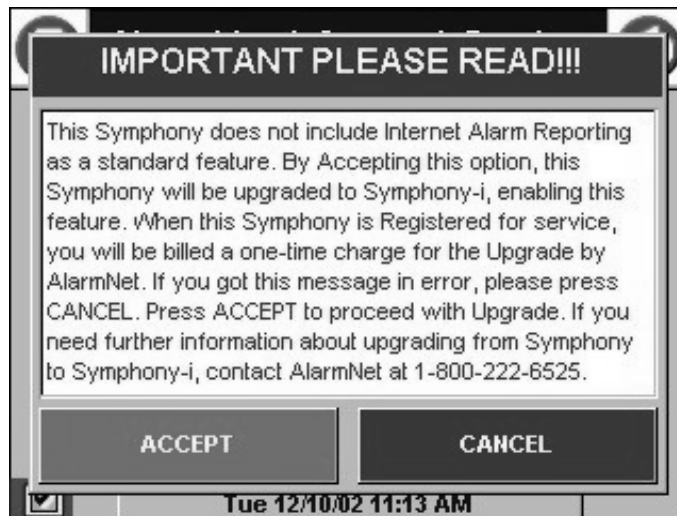 IMPORTANT PLEASE READ!!!
This Symphony does not include Internet Alarm Reporting
as a standard feature. By Accepting this option, this
Symphony will be upgraded to Symphony-i, enabling this
feature. When this Symphony is Registered for service,
you will be billed a one-time charge for the Upgrade by
AlarmNet. If you got this message in error, please press
CANCEL. Press ACCEPT to proceed with Upgrade. If you
need further information about upgrading from Symphony
to Symphony-i, contact AlarmNet at 1-800-222-6525.
ACCEPT CANCEL
Tue 12/10/02 11:13 AM